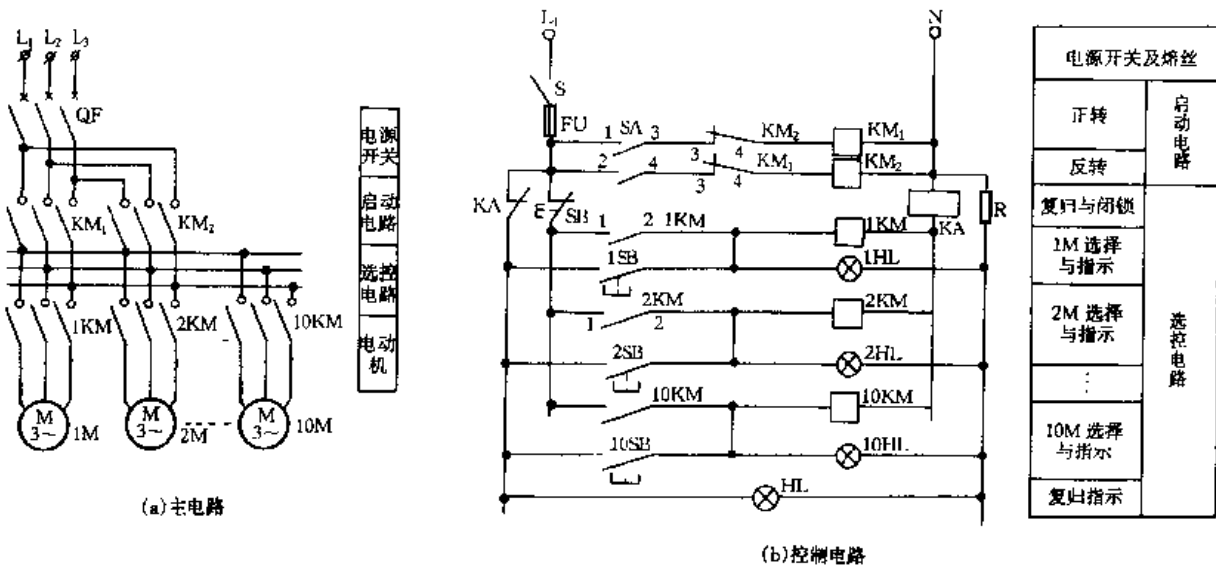 L₁ L₂ L₃
QF
KM₁
KM₂
1KM
2KM
10KM
M
3~
1M
M
3~
2M
M
3~
10M
(a)主电路
电源
开关
启动
电路
选控
电路
电动
机
L₁
N
S
FU
1 SA 3
KM₂
KM₁
2
4
3
4
KM₁
KM₂
3
4
KA
E
SB
KA
R
1
2 1KM
1KM
1SB
1HL
2KM
2KM
1
2
2SB
2HL
10KM
10KM
10SB
10HL
HL
(b)控制电路
电源开关及熔丝
正转
反转
启动电路
复归与闭锁
1M 选择
与指示
2M 选择
与指示
⋮
10M 选择
与指示
复归指示
选控电路